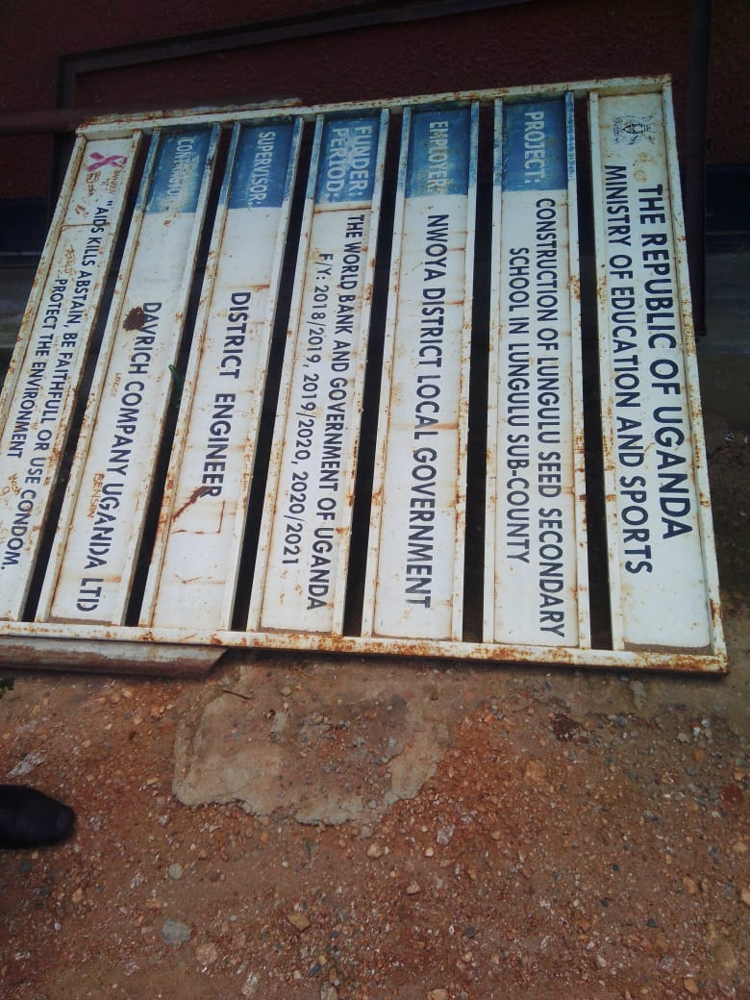 THE REPUBLIC OF UGANDA
MINISTRY OF EDUCATION AND SPORTS
PROJECT: CONSTRUCTION OF LUNGULU SEED SECONDARY
SCHOOL IN LUNGULU SUB-COUNTY
EMPLOYER: NWOYA DISTRICT LOCAL GOVERNMENT
FUNDER: THE WORLD BANK AND GOVERNMENT OF UGANDA
PERIOD: F/Y: 2018/2019, 2019/2020, 2020/2021
SUPERVISOR: DISTRICT ENGINEER
CONTRACTOR: DAVRICH COMPANY UGANDA LTD
"AIDS KILLS ABSTAIN, BE FAITHFULL OR USE CONDOM.
PROTECT THE ENVIRONMENT